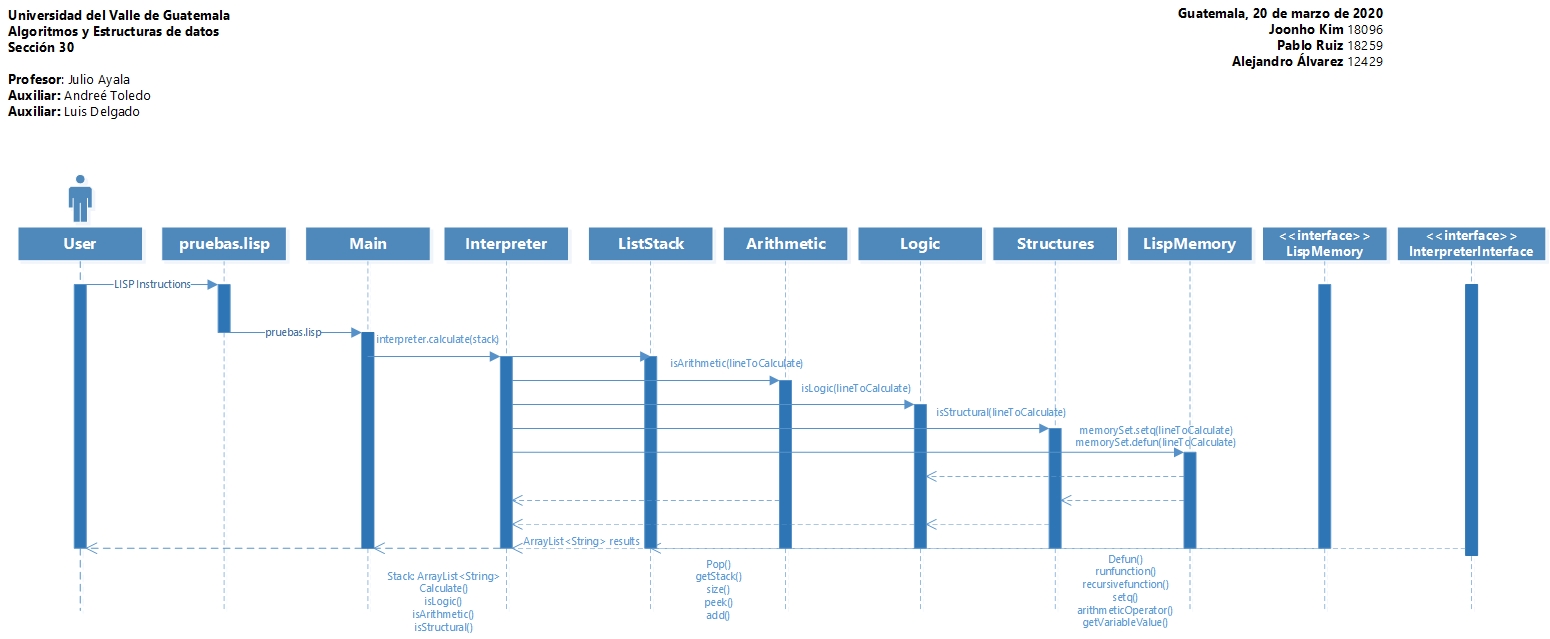 Universidad del Valle de Guatemala
Algoritmos y Estructuras de datos
Sección 30
Profesor: Julio Ayala
Auxiliar: Andreé Toledo
Auxiliar: Luis Delgado
Guatemala, 20 de marzo de 2020
Joonho Kim 18096
Pablo Ruiz 18259
Alejandro Álvarez 12429
User
pruebas.lisp
Main
Interpreter
ListStack
Arithmetic
Logic
Structures
LispMemory
<<interface>>
LispMemory
<<interface>>
InterpreterInterface
LISP Instructions
pruebas.lisp
interpreter.calculate(stack)
isArithmetic(lineToCalculate)
isLogic(lineToCalculate)
isStructural(lineToCalculate)
memorySet.setq(lineToCalculate)
memorySet.defun(lineToCalculate)
ArrayList<String> results
Stack: ArrayList<String>
Calculate()
isLogic()
isArithmetic()
isStructural()
Pop()
getStack()
size()
peek()
add()
Defun()
runfunction()
recursivefunction()
setq()
arithmeticOperator()
getVariableValue()